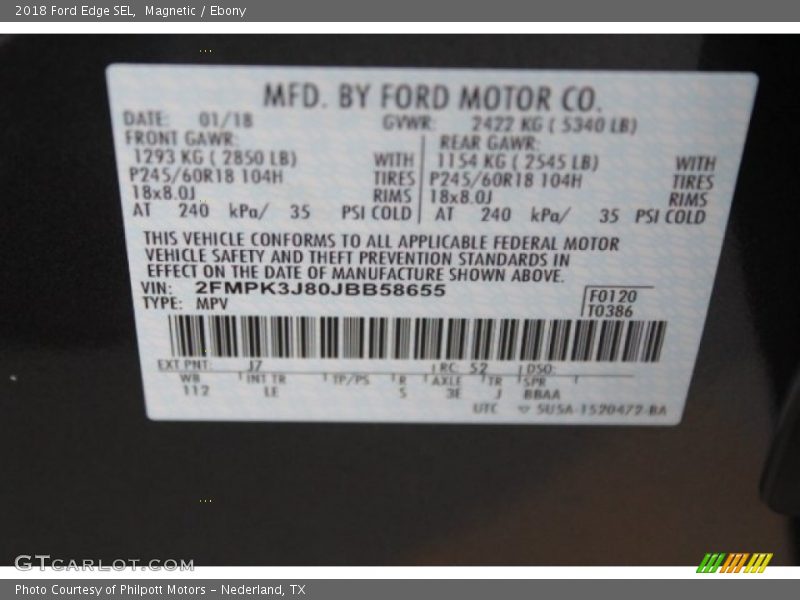 2018 Ford Edge SEL, Magnetic / Ebony
MFD. BY FORD MOTOR CO.
DATE: 01/18 GVWR: 2422 KG ( 5340 LB)
FRONT GAWR: REAR GAWR:
1293 KG ( 2850 LB) WITH 1154 KG ( 2545 LB) WITH
P245/60R18 104H TIRES P245/60R18 104H TIRES
18x8.0J RIMS 18x8.0J RIMS
AT 240 kPa/ 35 PSI COLD AT 240 kPa/ 35 PSI COLD
THIS VEHICLE CONFORMS TO ALL APPLICABLE FEDERAL MOTOR
VEHICLE SAFETY AND THEFT PREVENTION STANDARDS IN
EFFECT ON THE DATE OF MANUFACTURE SHOWN ABOVE.
VIN: 2FMPK3J80JBB58655 F0120
TYPE: MPV T0386
EXT PNT: J7 RC: 52 DSO:
WB INT TR TP/PS R AXLE TR SPR
112 LE S 3E J BBAA
UTC 5U5A-1520472-BA
GTCARLOT.COM
Photo Courtesy of Philpott Motors - Nederland, TX